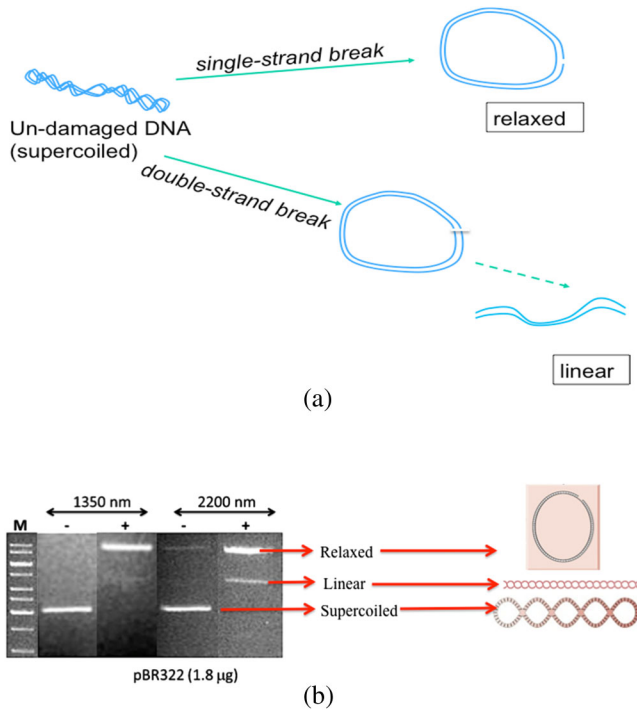 single-strand break
relaxed
Un-damaged DNA
(supercoiled)
double-strand break
linear
(a)
1350 nm 2200 nm
M - + - +
Relaxed
Linear
Supercoiled
pBR322 (1.8 µg)
(b)